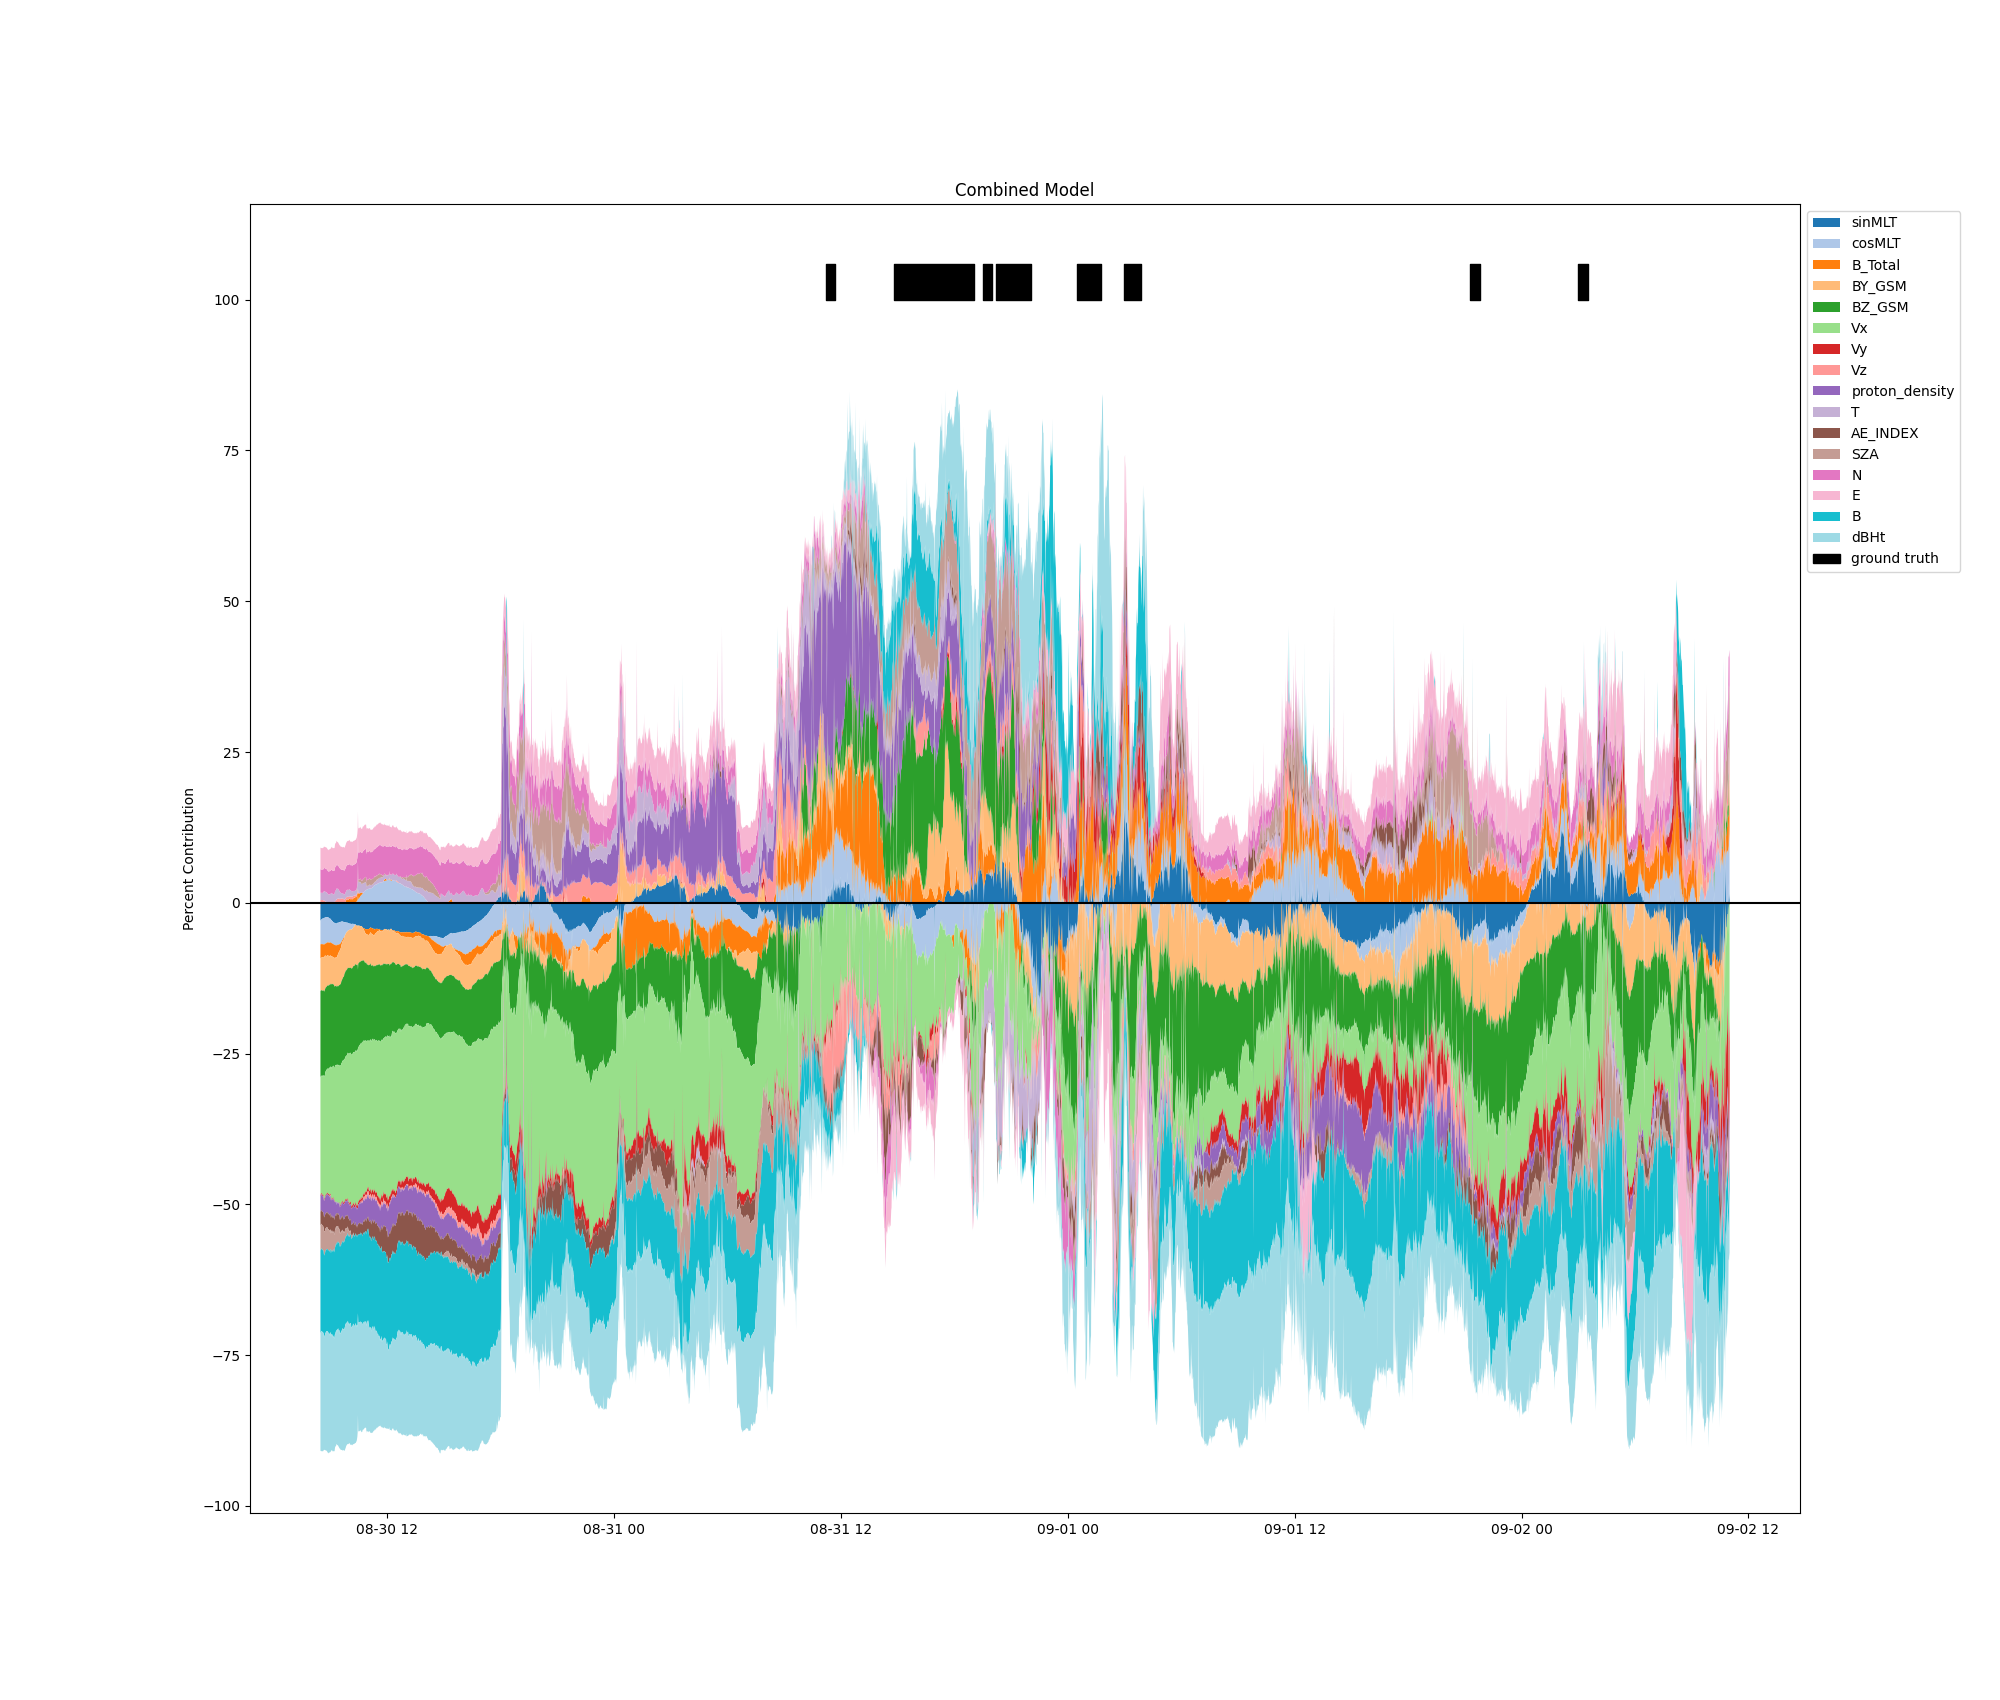 Combined Model
Percent Contribution
100
75
50
25
0
−25
−50
−75
−100
08-30 12
08-31 00
08-31 12
09-01 00
09-01 12
09-02 00
09-02 12
sinMLT
cosMLT
B_Total
BY_GSM
BZ_GSM
Vx
Vy
Vz
proton_density
T
AE_INDEX
SZA
N
E
B
dBHt
ground truth